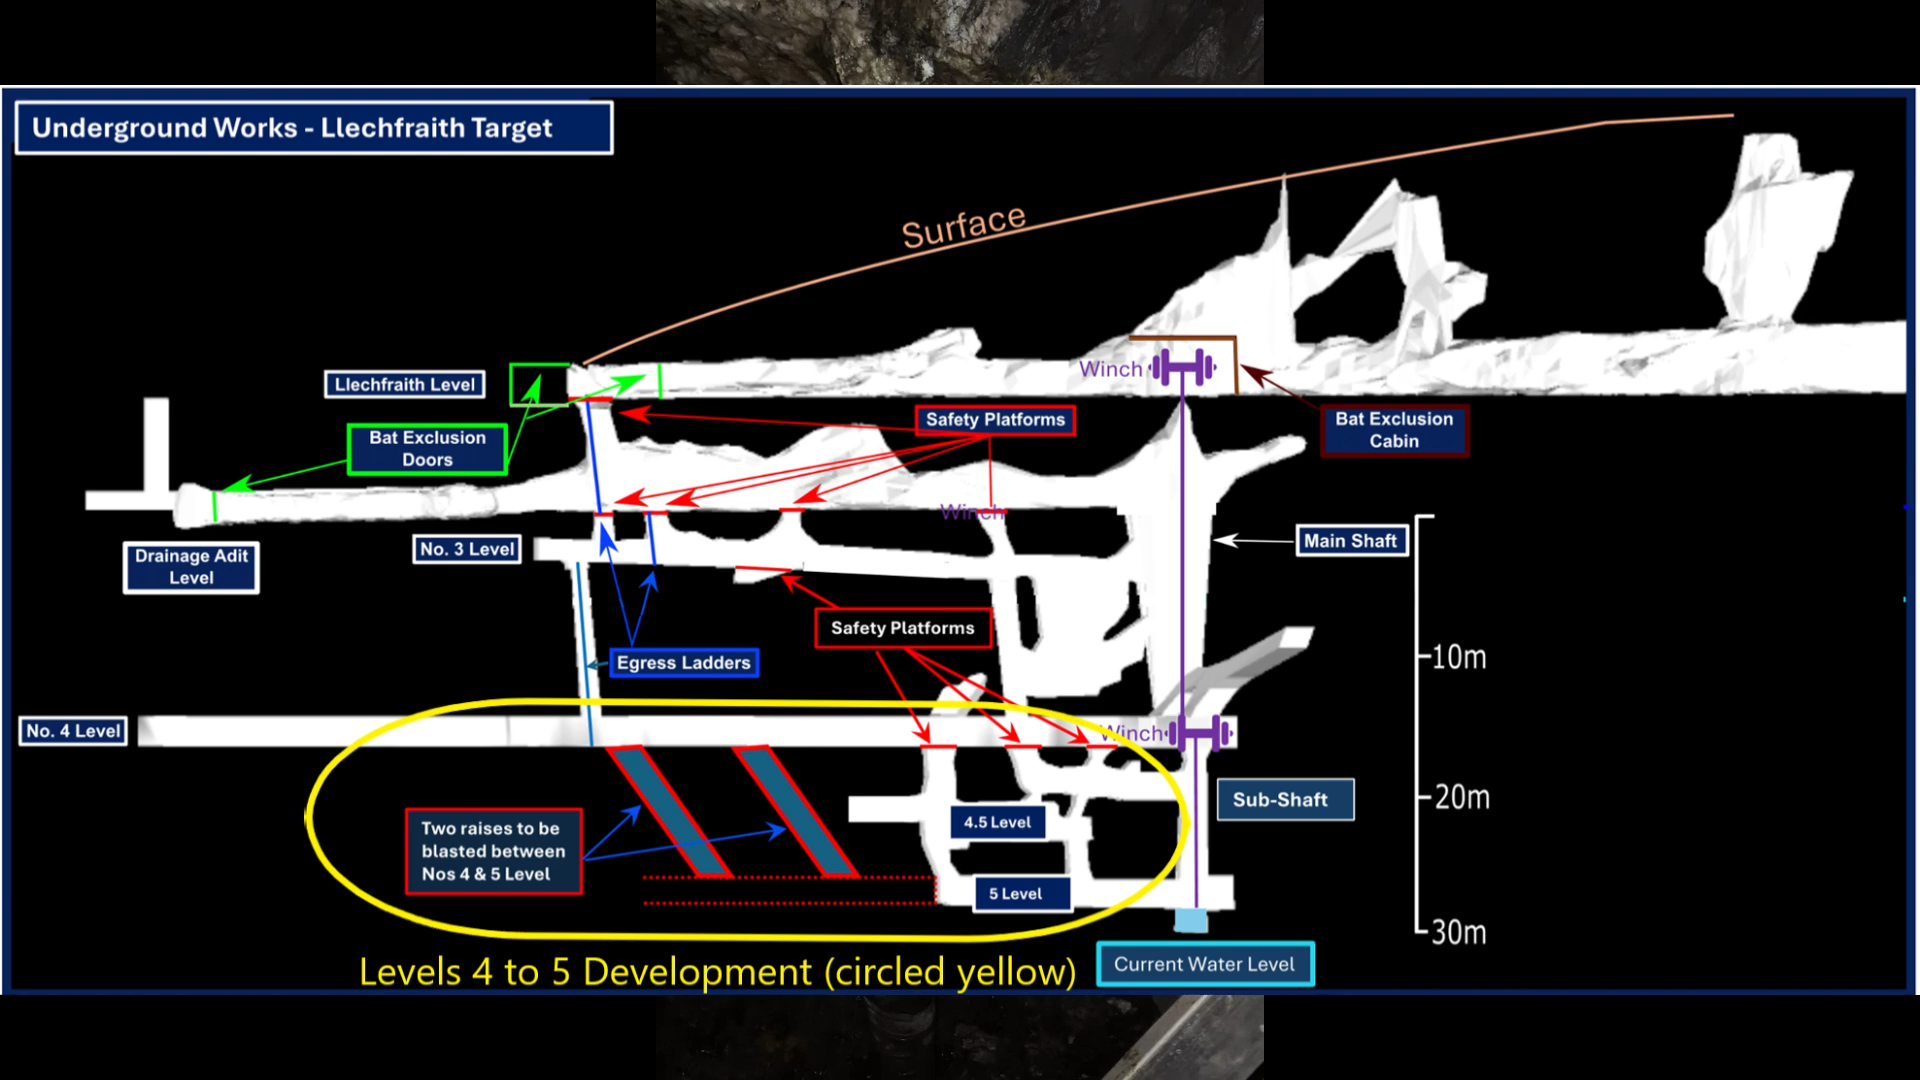 Underground Works - Llechfraith Target
Surface
Winch
Llechfraith Level
Safety Platforms
Bat Exclusion
Cabin
Bat Exclusion
Doors
Winch
Main Shaft
No. 3 Level
Drainage Adit
Level
Safety Platforms
10m
Egress Ladders
No. 4 Level
Winch
20m
Sub-Shaft
Two raises to be
blasted between
Nos 4 & 5 Level
4.5 Level
5 Level
30m
Levels 4 to 5 Development (circled yellow)
Current Water Level